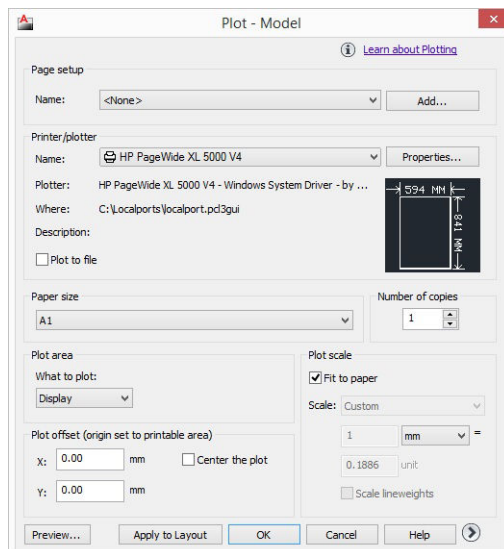 Plot - Model
Learn about Plotting
Page setup
Name: <None> Add...
Printer/plotter
Name: HP PageWide XL 5000 V4 Properties...
Plotter: HP PageWide XL 5000 V4 - Windows System Driver - by ...
Where: C:\Localports\localport.pcl3gui
Description:
Plot to file
594 MM
841 MM
Paper size
A1
Number of copies
1
Plot area
What to plot:
Display
Plot offset (origin set to printable area)
X: 0.00 mm Center the plot
Y: 0.00 mm
Plot scale
Fit to paper
Scale: Custom
1 mm =
0.1886 unit
Scale lineweights
Preview... Apply to Layout OK Cancel Help